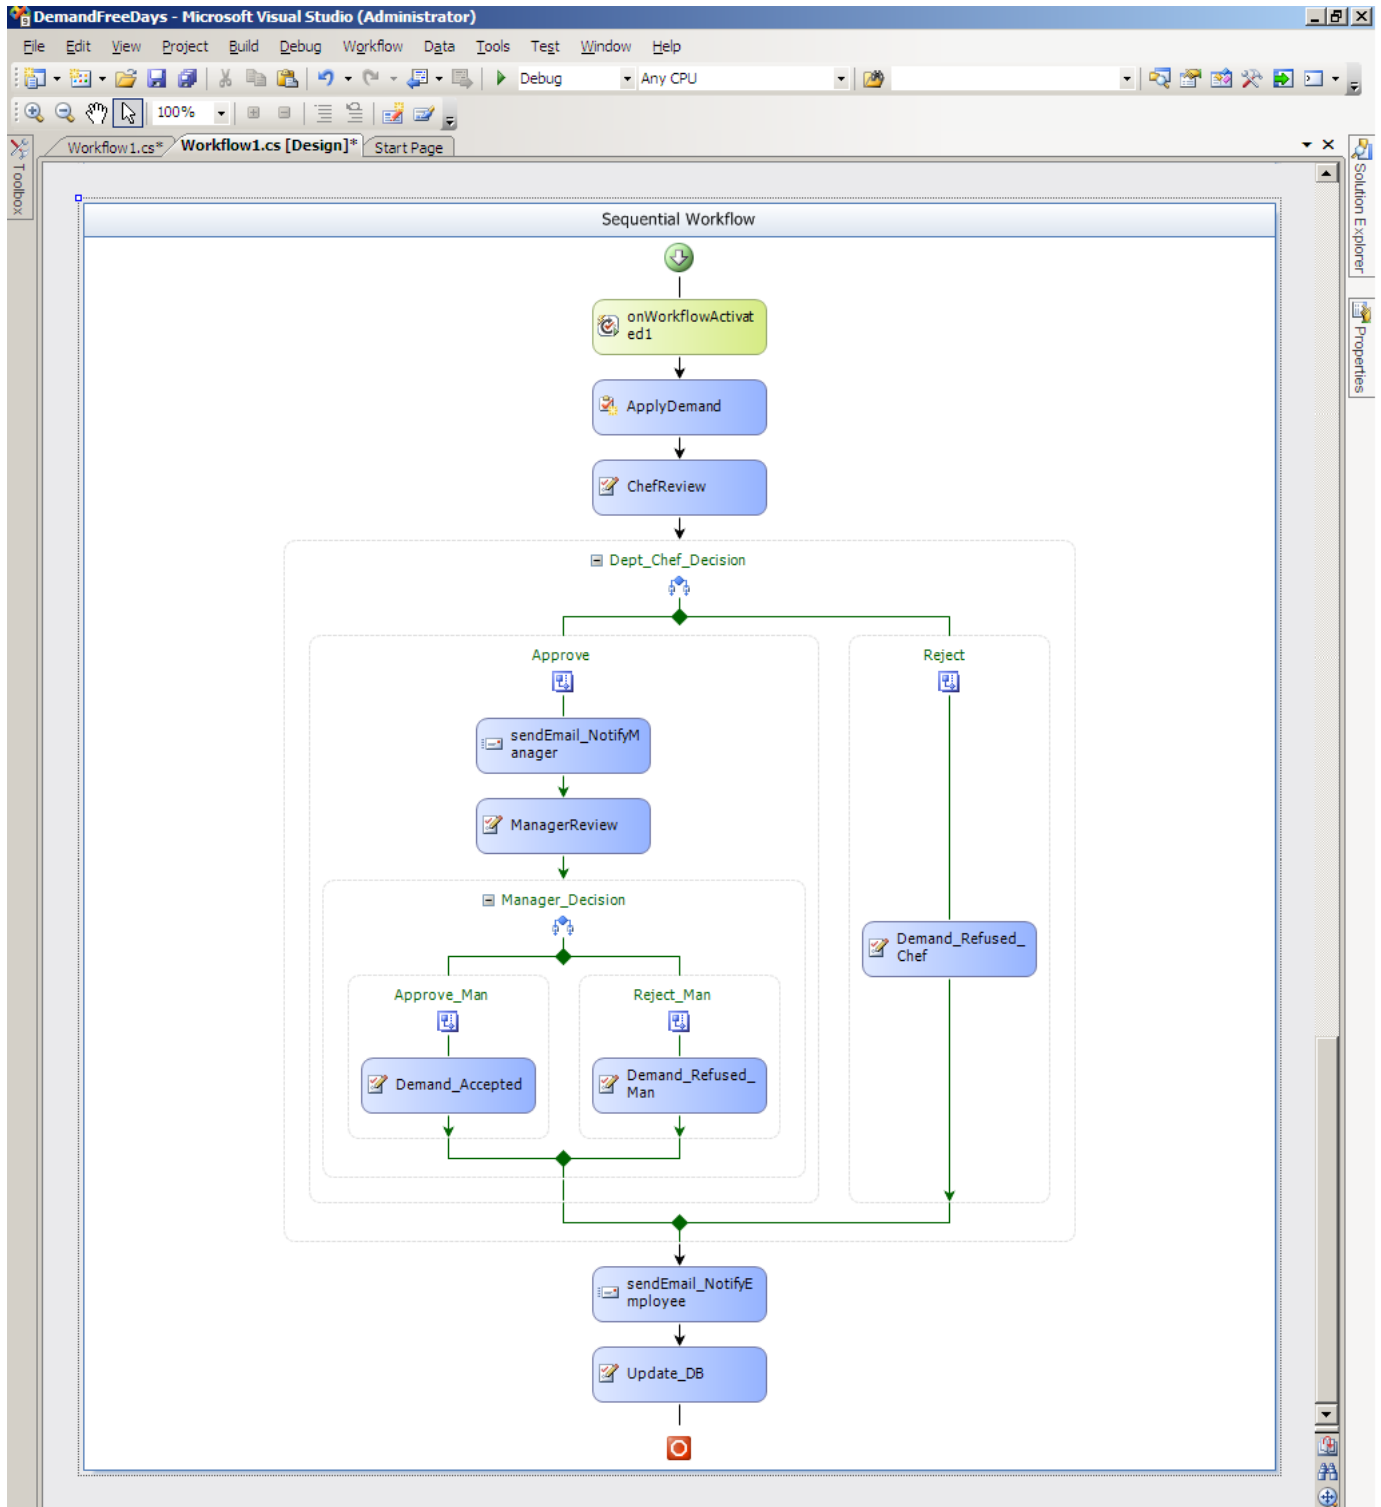 DemandFreeDays - Microsoft Visual Studio (Administrator)
File Edit View Project Build Debug Workflow Data Tools Test Window Help
Debug Any CPU
100%
Workflow1.cs* Workflow1.cs [Design]* Start Page
Toolbox
Solution Explorer
Properties
Sequential Workflow
onWorkflowActivat
ed1
ApplyDemand
ChefReview
Dept_Chef_Decision
Approve
Reject
sendEmail_NotifyM
anager
ManagerReview
Manager_Decision
Demand_Refused_
Chef
Approve_Man
Reject_Man
Demand_Accepted
Demand_Refused_
Man
sendEmail_NotifyE
mployee
Update_DB